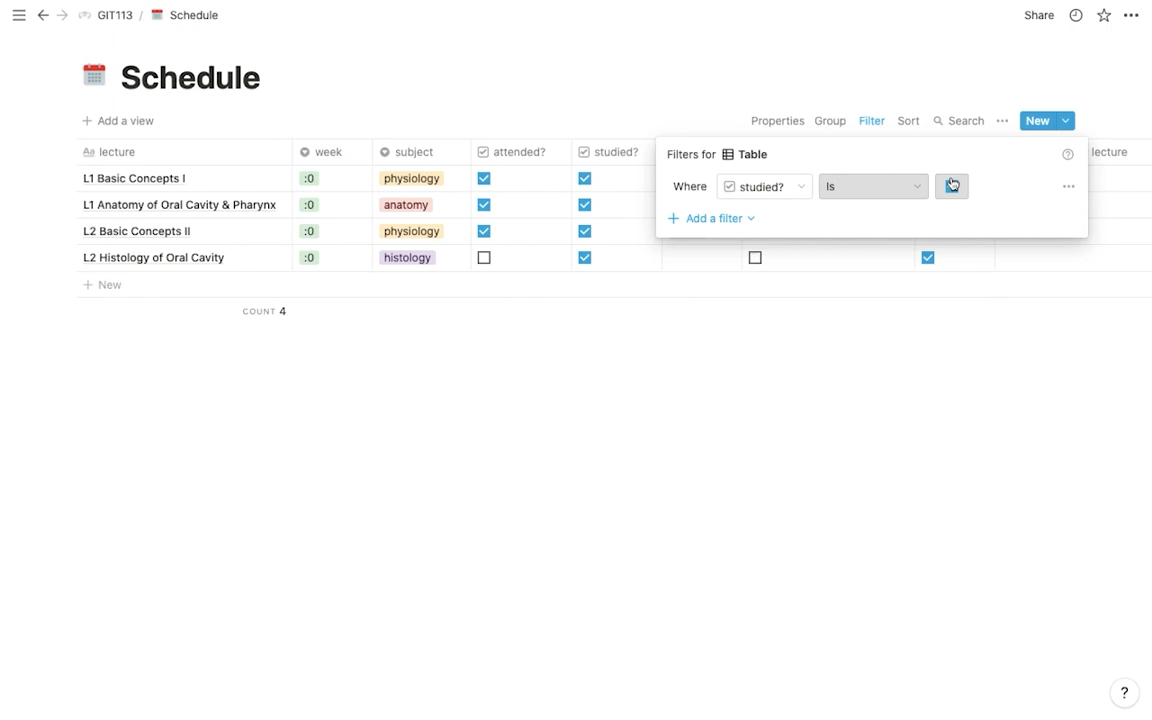 GIT113 / Schedule Share
Schedule
+ Add a view Properties Group Filter Sort Search New
Aa lecture week subject attended? studied? lecture
Filters for Table
L1 Basic Concepts I :0 physiology
Where studied? Is
L1 Anatomy of Oral Cavity & Pharynx :0 anatomy
+ Add a filter
L2 Basic Concepts II :0 physiology
L2 Histology of Oral Cavity :0 histology
+ New
COUNT 4
?